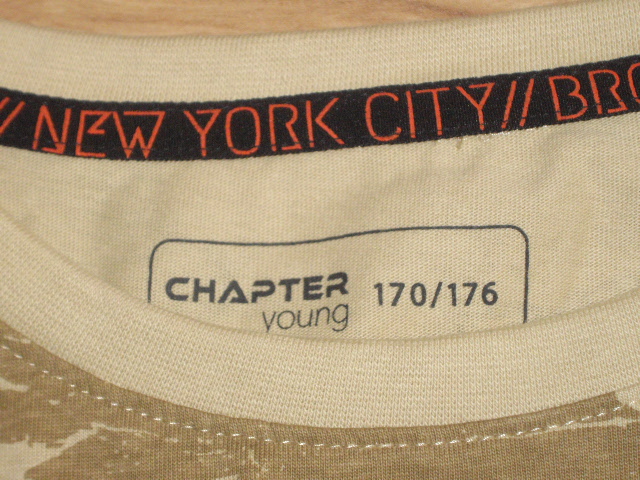 // NEW YORK CITY// BRO
CHAPTER
young
170/176